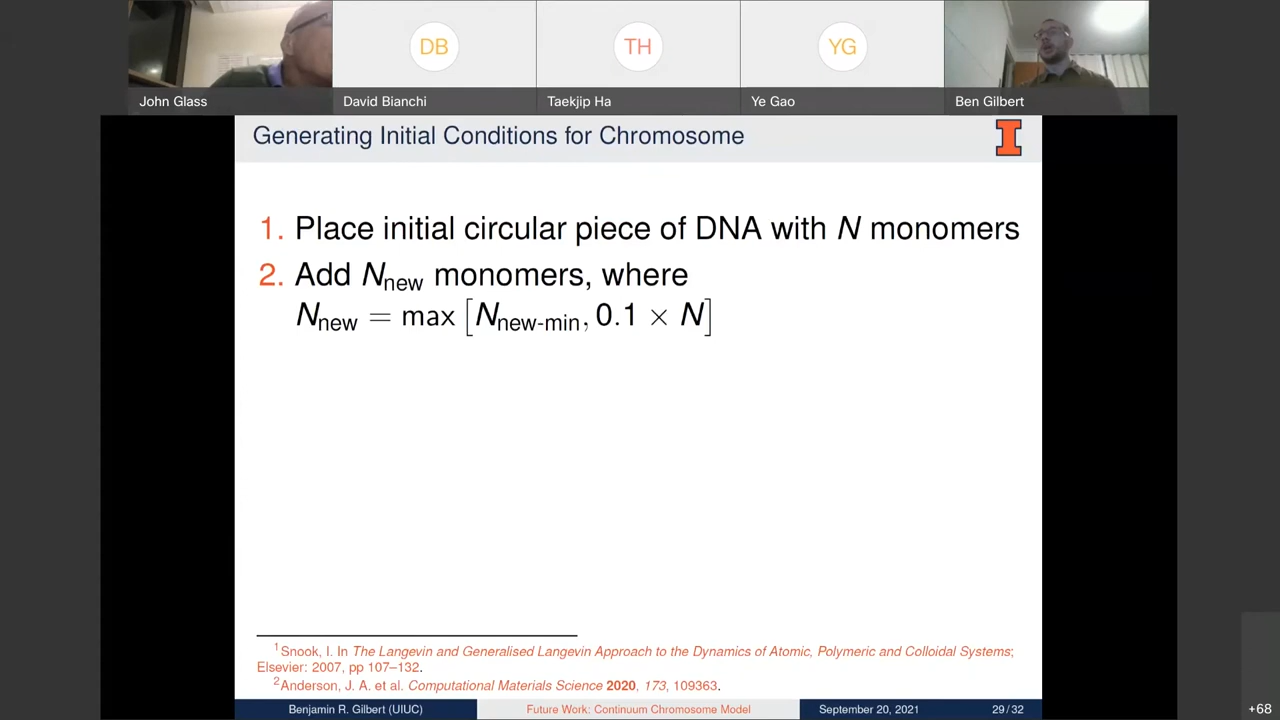 DB
TH
YG
John Glass
David Bianchi
Taekjip Ha
Ye Gao
Ben Gilbert
Generating Initial Conditions for Chromosome
1. Place initial circular piece of DNA with N monomers
2. Add N_new monomers, where
N_new = max [N_new-min, 0.1 × N]
1Snook, I. In The Langevin and Generalised Langevin Approach to the Dynamics of Atomic, Polymeric and Colloidal Systems;
Elsevier: 2007, pp 107–132.
2Anderson, J. A. et al. Computational Materials Science 2020, 173, 109363.
Benjamin R. Gilbert (UIUC)
Future Work: Continuum Chromosome Model
September 20, 2021
29/32
+68